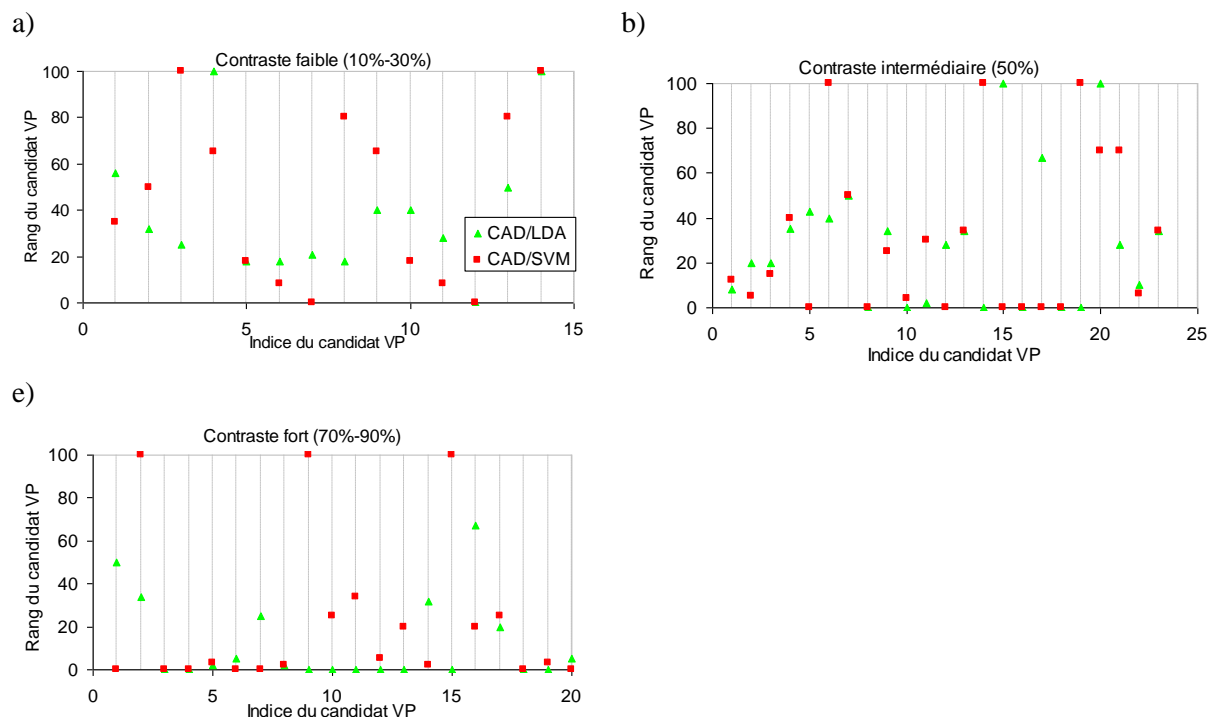 a)
Contraste faible (10%-30%)
Rang du candidat VP
100
80
60
40
20
0
CAD/LDA
CAD/SVM
0 5 10 15
Indice du candidat VP
b)
Contraste intermédiaire (50%)
Rang du candidat VP
100
80
60
40
20
0
0 5 10 15 20 25
Indice du candidat VP
e)
Contraste fort (70%-90%)
Rang du candidat VP
100
80
60
40
20
0
0 5 10 15 20
Indice du candidat VP